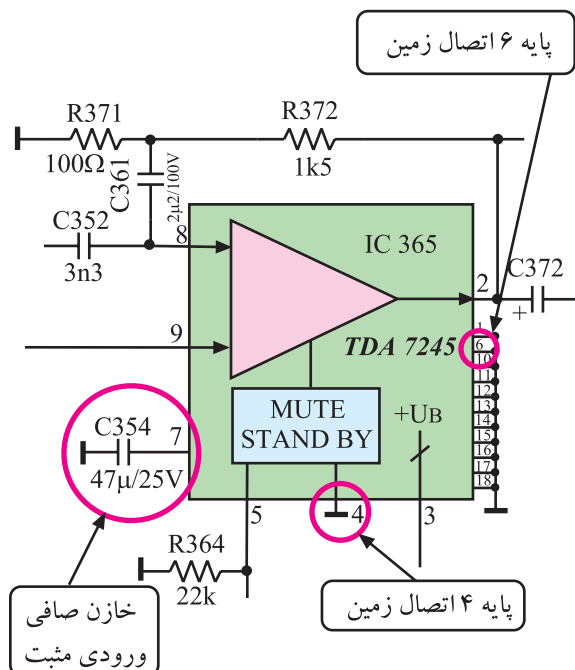 پایه ۶ اتصال زمین
R371
100Ω
R372
1k5
C361
2µ2/100V
C352
3n3
8
IC 365
2
C372
+
9
TDA 7245
1
6
10
11
12
13
14
15
16
17
18
MUTE
STAND BY
+UB
C354
7
47µ/25V
5
4
3
R364
22k
پایه ۴ اتصال زمین
خازن صافی
ورودی مثبت